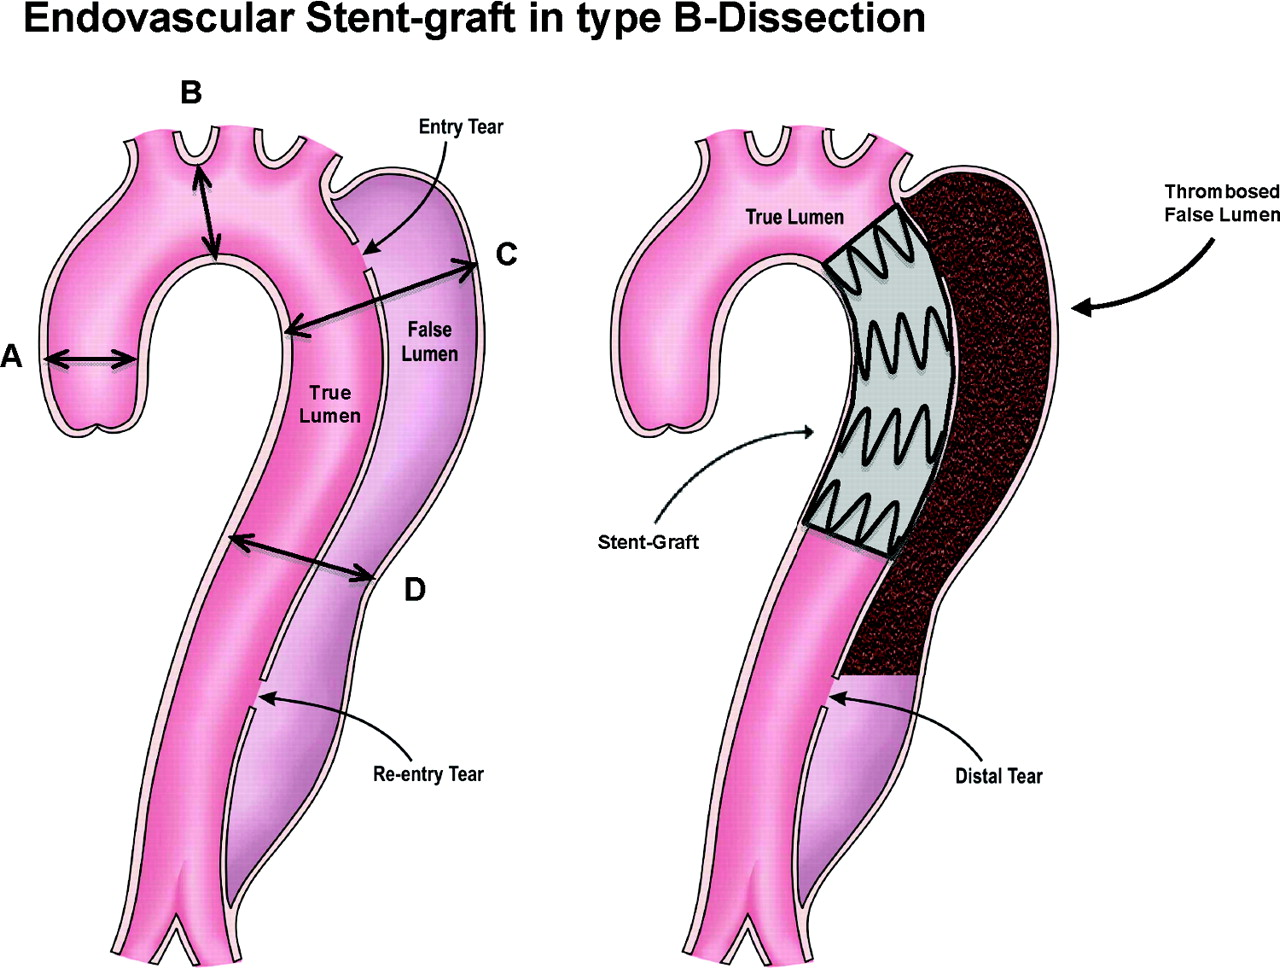 Endovascular Stent-graft in type B-Dissection
B
Entry Tear
C
A
False
Lumen
True
Lumen
D
Re-entry Tear
True Lumen
Thrombosed
False Lumen
Stent-Graft
Distal Tear